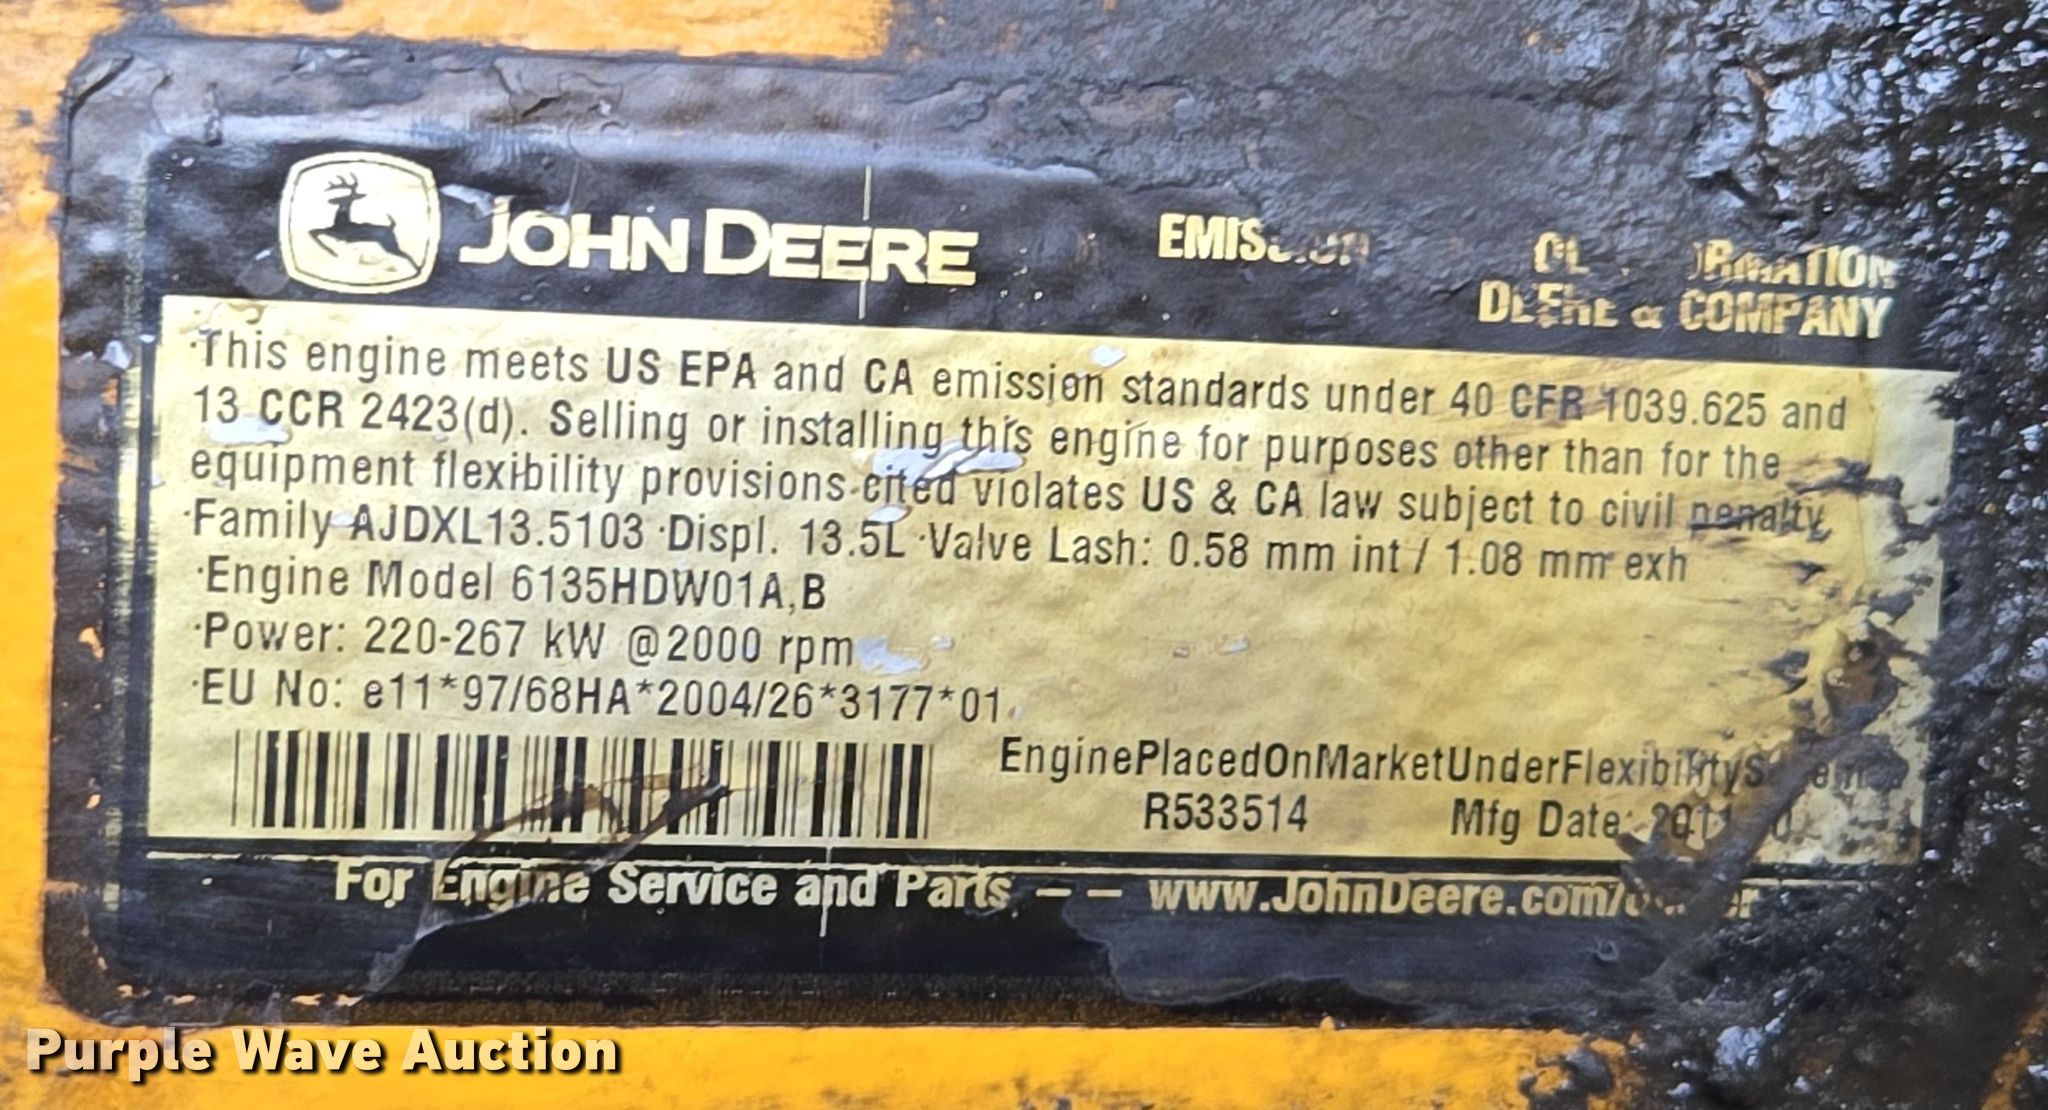 JOHN DEERE
DEERE & COMPANY
·This engine meets US EPA and CA emission standards under 40 CFR 1039.625 and
13 CCR 2423(d). Selling or installing this engine for purposes other than for the
equipment flexibility provisions cited violates US & CA law subject to civil penalty.
·Family AJDXL13.5103 ·Displ. 13.5L ·Valve Lash: 0.58 mm int / 1.08 mm exh
·Engine Model 6135HDW01A,B
·Power: 220-267 kW @2000 rpm
·EU No: e11*97/68HA*2004/26*3177*01
R533514 Mfg Date:
For Engine Service and Parts – – 
Purple Wave Auction